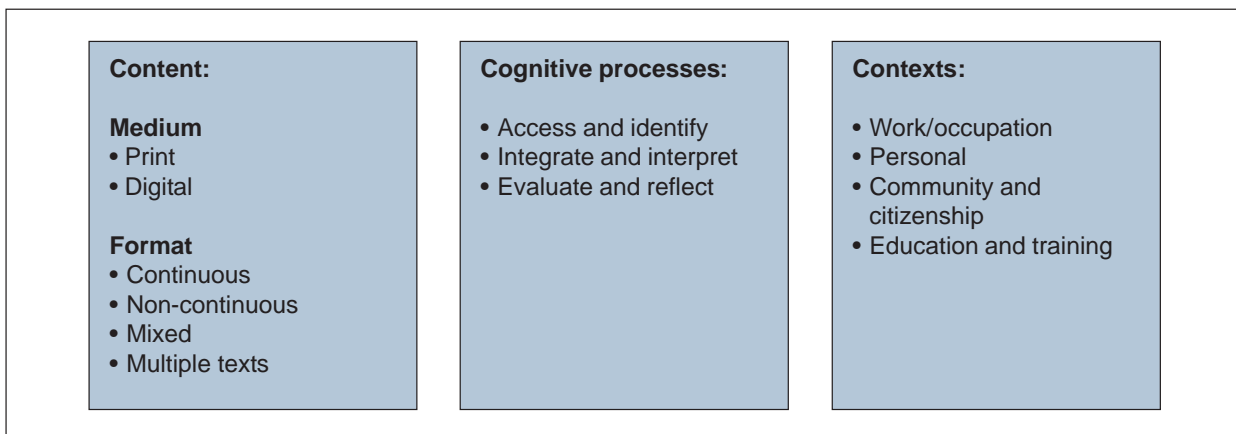 Content:
Medium
• Print
• Digital
Format
• Continuous
• Non-continuous
• Mixed
• Multiple texts
Cognitive processes:
• Access and identify
• Integrate and interpret
• Evaluate and reflect
Contexts:
• Work/occupation
• Personal
• Community and
citizenship
• Education and training